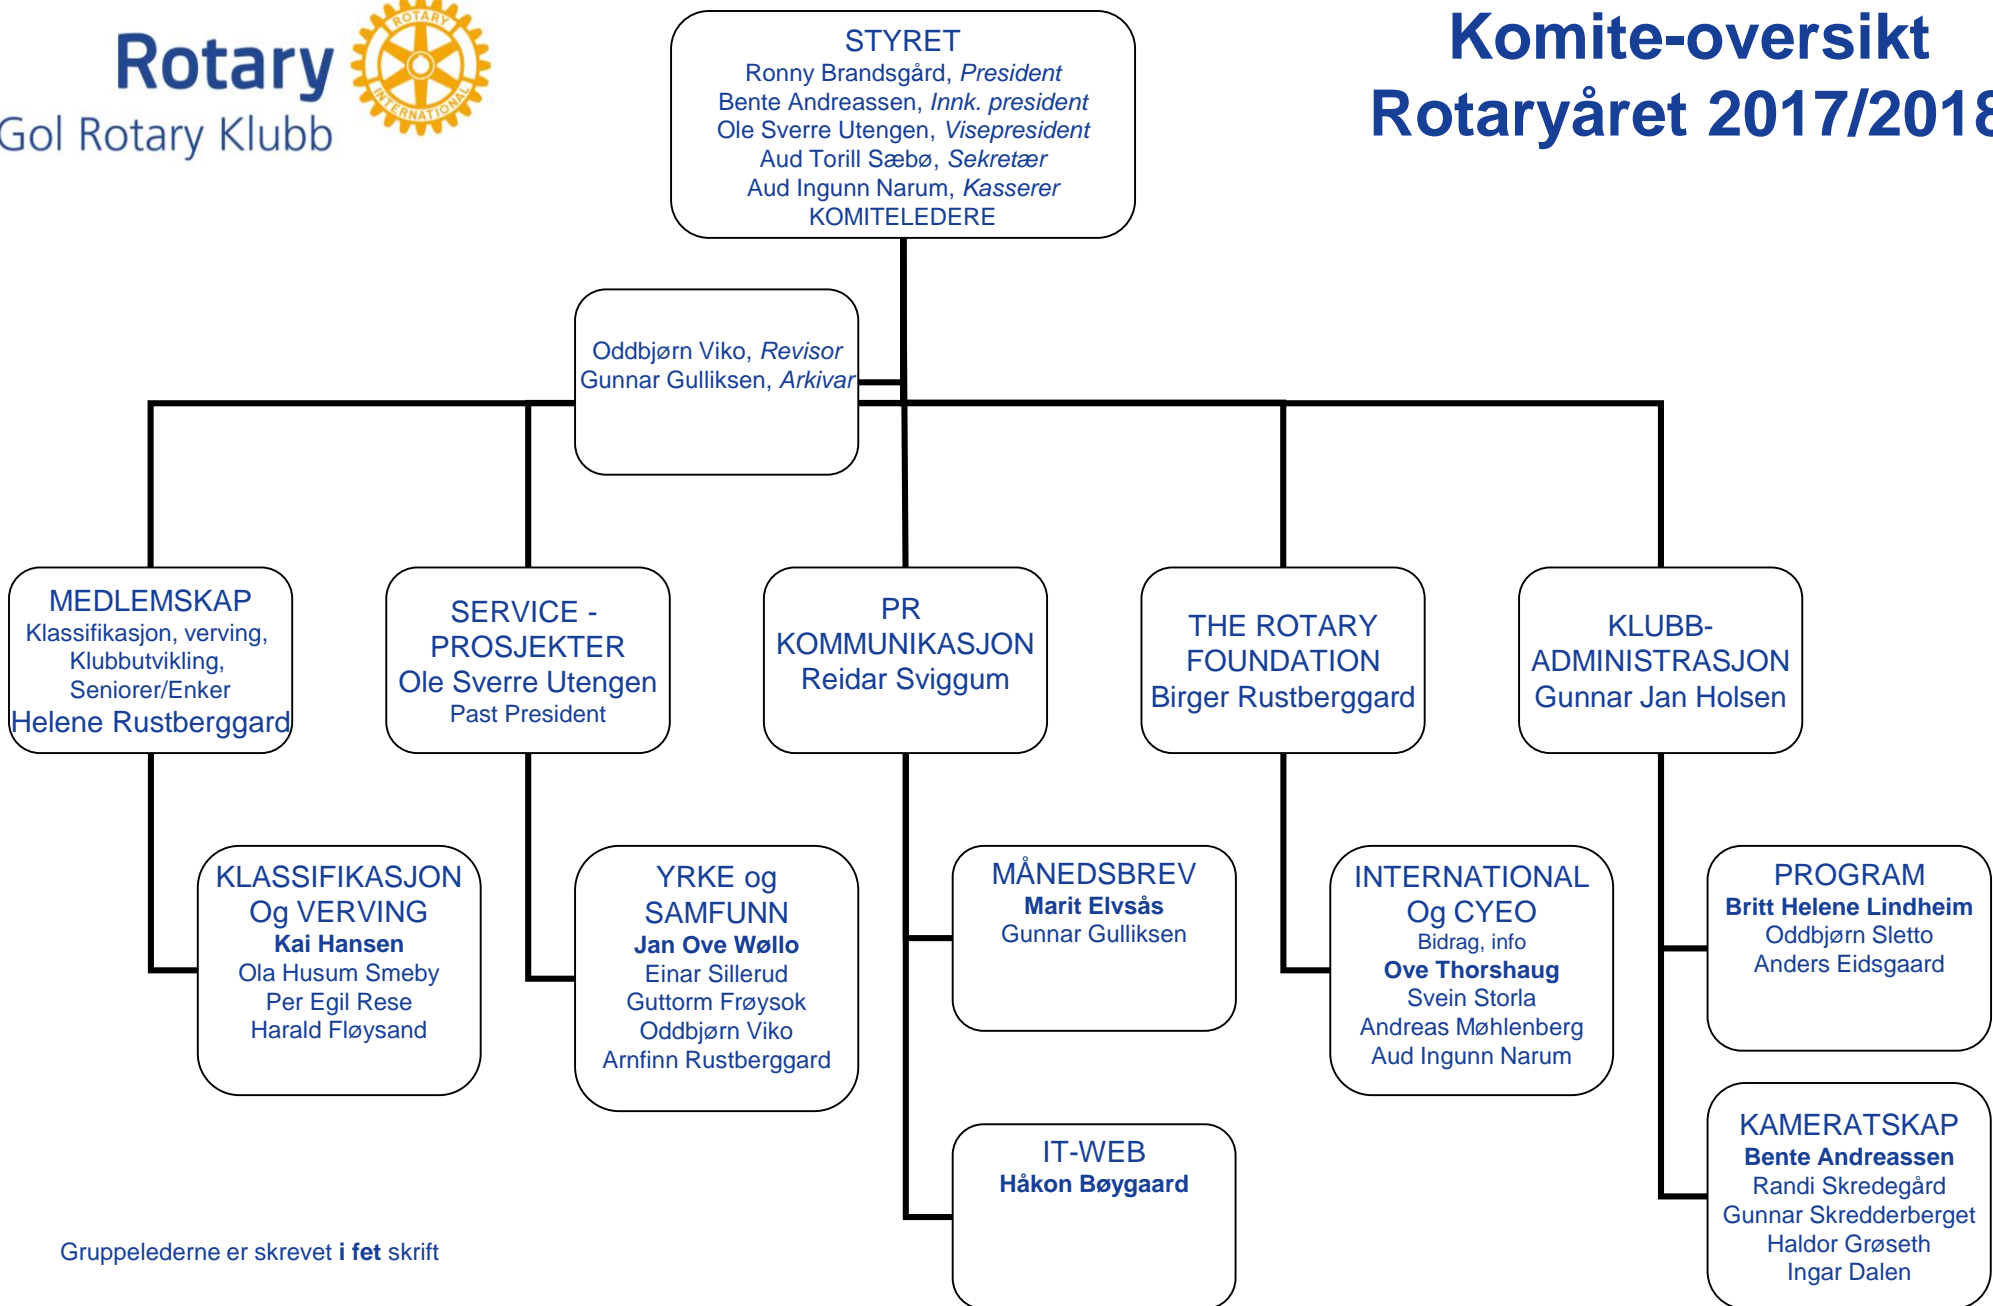 Rotary
Gol Rotary Klubb
ROTARY
INTERNATIONAL
Komite-oversikt
Rotaryåret 2017/2018
STYRET
Ronny Brandsgård, President
Bente Andreassen, Innk. president
Ole Sverre Utengen, Visepresident
Aud Torill Sæbø, Sekretær
Aud Ingunn Narum, Kasserer
KOMITELEDERE
Oddbjørn Viko, Revisor
Gunnar Gulliksen, Arkivar
MEDLEMSKAP
Klassifikasjon, verving,
Klubbutvikling,
Seniorer/Enker
Helene Rustberggard
SERVICE -
PROSJEKTER
Ole Sverre Utengen
Past President
PR
KOMMUNIKASJON
Reidar Sviggum
THE ROTARY
FOUNDATION
Birger Rustberggard
KLUBB-
ADMINISTRASJON
Gunnar Jan Holsen
KLASSIFIKASJON
Og VERVING
Kai Hansen
Ola Husum Smeby
Per Egil Rese
Harald Fløysand
YRKE og
SAMFUNN
Jan Ove Wøllo
Einar Sillerud
Guttorm Frøysok
Oddbjørn Viko
Arnfinn Rustberggard
MÅNEDSBREV
Marit Elvsås
Gunnar Gulliksen
INTERNATIONAL
Og CYEO
Bidrag, info
Ove Thorshaug
Svein Storla
Andreas Møhlenberg
Aud Ingunn Narum
PROGRAM
Britt Helene Lindheim
Oddbjørn Sletto
Anders Eidsgaard
IT-WEB
Håkon Bøygaard
KAMERATSKAP
Bente Andreassen
Randi Skredegård
Gunnar Skredderberget
Haldor Grøseth
Ingar Dalen
Gruppelederne er skrevet i fet skrift